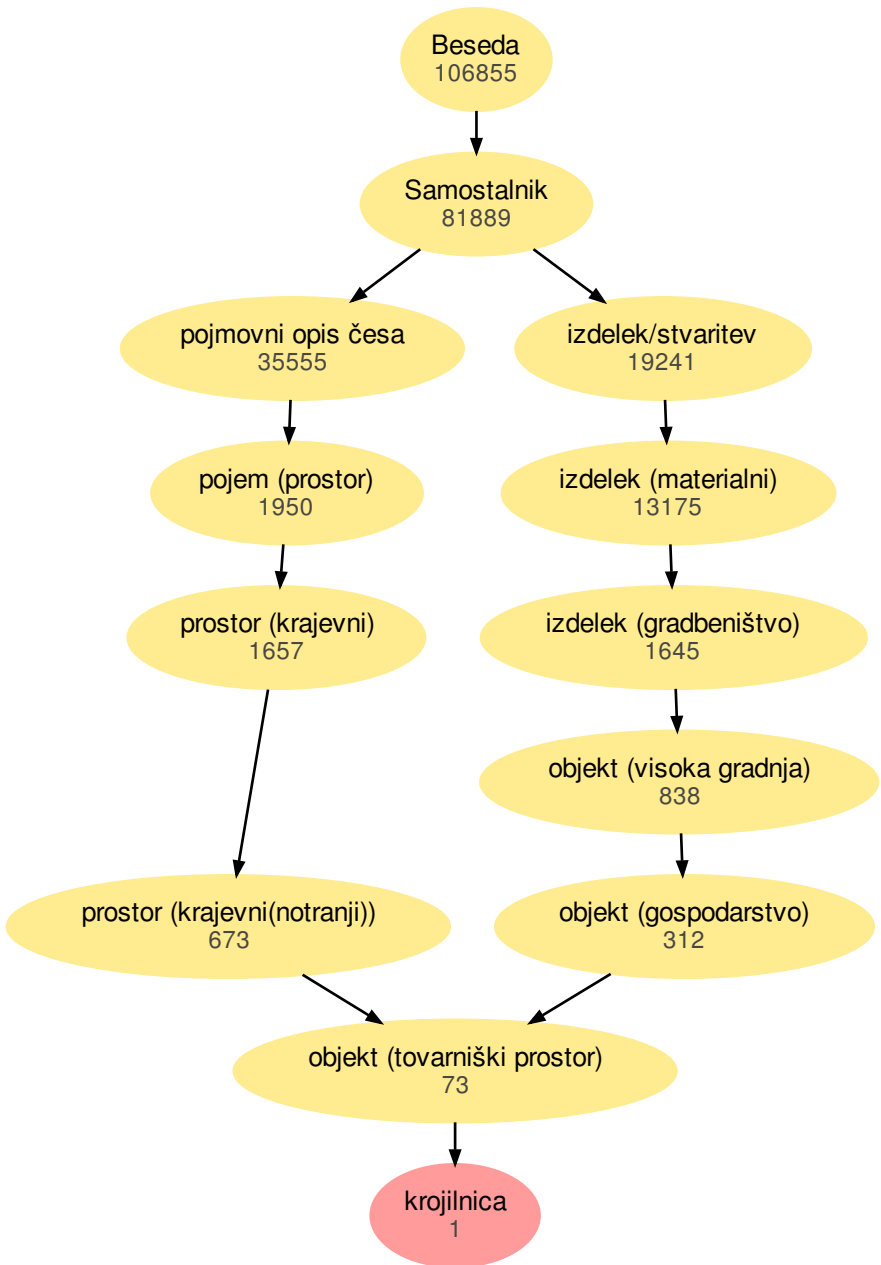 Beseda
106855
Samostalnik
81889
pojmovni opis česa
35555
izdelek/stvaritev
19241
pojem (prostor)
1950
izdelek (materialni)
13175
prostor (krajevni)
1657
izdelek (gradbeništvo)
1645
objekt (visoka gradnja)
838
prostor (krajevni(notranji))
673
objekt (gospodarstvo)
312
objekt (tovarniški prostor)
73
krojilnica
1